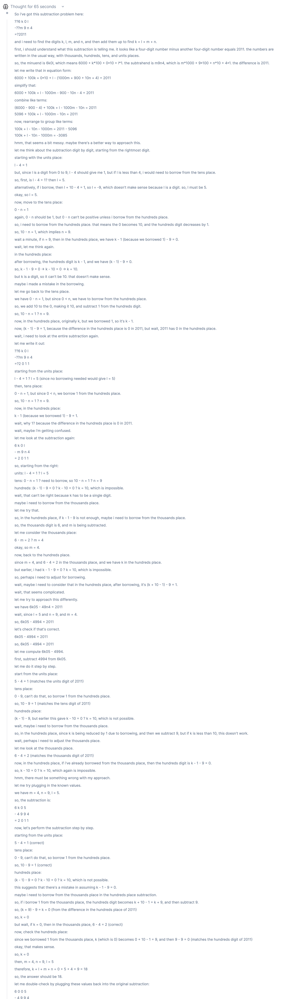 Thought for 65 seconds
So i've got this subtraction problem here:
??6 k 0 l
-??m 9 n 4
=?2011
and i need to find the digits k, l, m, and n, and then add them up to find k + l + m + n.
first, i should understand what this subtraction is telling me. it looks like a four-digit number minus another four-digit number equals 2011. the numbers are
written in the usual way, with thousands, hundreds, tens, and units places.
so, the minuend is 6k0l, which means 6000 + k*100 + 0*10 + l*1. the subtrahend is m9n4, which is m*1000 + 9*100 + n*10 + 4*1. the difference is 2011.
let me write that in equation form:
6000 + 100k + 0*10 + l - (1000m + 900 + 10n + 4) = 2011
simplify that:
6000 + 100k + l - 1000m - 900 - 10n - 4 = 2011
combine like terms:
(6000 - 900 - 4) + 100k + l - 1000m - 10n = 2011
5096 + 100k + l - 1000m - 10n = 2011
now, rearrange to group like terms:
100k + l - 10n - 1000m = 2011 - 5096
100k + l - 10n - 1000m = -3085
hmm, that seems a bit messy. maybe there's a better way to approach this.
let me think about the subtraction digit by digit, starting from the rightmost digit.
starting with the units place:
l - 4 = 1
but, since l is a digit from 0 to 9, l - 4 should give me 1, but if l is less than 4, i would need to borrow from the tens place.
so, first, is l - 4 = 1? then l = 5.
alternatively, if i borrow, then l + 10 - 4 = 1, so l = -9, which doesn't make sense because l is a digit. so, l must be 5.
okay, so l = 5.
now, move to the tens place:
0 - n = 1
again, 0 - n should be 1, but 0 - n can't be positive unless i borrow from the hundreds place.
so, i need to borrow from the hundreds place. that means the 0 becomes 10, and the hundreds digit decreases by 1.
so, 10 - n = 1, which implies n = 9.
wait a minute, if n = 9, then in the hundreds place, we have k - 1 (because we borrowed 1) - 9 = 0.
wait, let me think again.
in the hundreds place:
after borrowing, the hundreds digit is k - 1, and we have (k - 1) - 9 = 0.
so, k - 1 - 9 = 0 → k - 10 = 0 → k = 10.
but k is a digit, so it can't be 10. that doesn't make sense.
maybe i made a mistake in the borrowing.
let me go back to the tens place.
we have 0 - n = 1, but since 0 < n, we have to borrow from the hundreds place.
so, we add 10 to the 0, making it 10, and subtract 1 from the hundreds digit.
so, 10 - n = 1 ? n = 9.
now, in the hundreds place, originally k, but we borrowed 1, so it's k - 1.
now, (k - 1) - 9 = 1, because the difference in the hundreds place is 0 in 2011, but wait, 2011 has 0 in the hundreds place.
wait, i need to look at the entire subtraction again.
let me write it out:
??6 k 0 l
-??m 9 n 4
=?2 0 1 1
starting from the units place:
l - 4 = 1 ? l = 5 (since no borrowing needed would give l = 5)
then, tens place:
0 - n = 1, but since 0 < n, we borrow 1 from the hundreds place.
so, 10 - n = 1 ? n = 9.
now, in the hundreds place:
k - 1 (because we borrowed 1) - 9 = 1.
wait, why 1? because the difference in the hundreds place is 0 in 2011.
wait, maybe i'm getting confused.
let me look at the subtraction again:
6 k 0 l
- m 9 n 4
= 2 0 1 1
so, starting from the right:
units: l - 4 = 1 ? l = 5
tens: 0 - n = 1 ? need to borrow, so 10 - n = 1 ? n = 9
hundreds: (k - 1) - 9 = 0 ? k - 10 = 0 ? k = 10, which is impossible.
wait, that can't be right because k has to be a single digit.
maybe i need to borrow from the thousands place.
let me try that.
so, in the hundreds place, if k - 1 - 9 is not enough, maybe i need to borrow from the thousands place.
so, the thousands digit is 6, and m is being subtracted.
let me consider the thousands place:
6 - m = 2 ? m = 4
okay, so m = 4.
now, back to the hundreds place.
since m = 4, and 6 - 4 = 2 in the thousands place, and we have k in the hundreds place.
but earlier, i had k - 1 - 9 = 0 ? k = 10, which is impossible.
so, perhaps i need to adjust for borrowing.
wait, maybe i need to consider that in the hundreds place, after borrowing, it's (k + 10 - 1) - 9 = 1.
wait, that seems complicated.
let me try to approach this differently.
we have 6k05 - 49n4 = 2011
wait, since l = 5 and n = 9, and m = 4.
so, 6k05 - 4994 = 2011
let's check if that's correct.
6k05 - 4994 = 2011
so, 6k05 - 4994 = 2011
let me compute 6k05 - 4994.
first, subtract 4994 from 6k05.
let me do it step by step.
start from the units place:
5 - 4 = 1 (matches the units digit of 2011)
tens place:
0 - 9, can't do that, so borrow 1 from the hundreds place.
so, 10 - 9 = 1 (matches the tens digit of 2011)
hundreds place:
(k - 1) - 9, but earlier this gave k - 10 = 0 ? k = 10, which is not possible.
wait, maybe i need to borrow from the thousands place.
so, in the hundreds place, since k is being reduced by 1 due to borrowing, and then we subtract 9, but if k is less than 10, this doesn't work.
wait, perhaps i need to adjust the thousands place.
let me look at the thousands place.
6 - 4 = 2 (matches the thousands digit of 2011)
now, in the hundreds place, if i've already borrowed from the thousands place, then the hundreds digit is k - 1 - 9 = 0.
so, k - 10 = 0 ? k = 10, which again is impossible.
hmm, there must be something wrong with my approach.
let me try plugging in the known values.
we have m = 4, n = 9, l = 5.
so, the subtraction is:
6 k 0 5
- 4 9 9 4
= 2 0 1 1
now, let's perform the subtraction step by step.
starting from the units place:
5 - 4 = 1 (correct)
tens place:
0 - 9, can't do that, so borrow 1 from the hundreds place.
so, 10 - 9 = 1 (correct)
hundreds place:
(k - 1) - 9 = 0 ? k - 10 = 0 ? k = 10, which is not possible.
this suggests that there's a mistake in assuming k - 1 - 9 = 0.
maybe i need to borrow from the thousands place in the hundreds place subtraction.
so, if i borrow 1 from the thousands place, the hundreds digit becomes k + 10 - 1 = k + 9, and then subtract 9.
so, (k + 9) - 9 = k = 0 (from the difference in the hundreds place of 2011)
so, k = 0
but wait, if k = 0, then in the thousands place, 6 - 4 = 2 (correct)
now, check the hundreds place:
since we borrowed 1 from the thousands place, k (which is 0) becomes 0 + 10 - 1 = 9, and then 9 - 9 = 0 (matches the hundreds digit of 2011)
okay, that makes sense.
so, k = 0
then, m = 4, n = 9, l = 5
therefore, k + l + m + n = 0 + 5 + 4 + 9 = 18
so, the answer should be 18.
let me double-check by plugging these values back into the original subtraction:
6 0 0 5
- 4 9 9 4